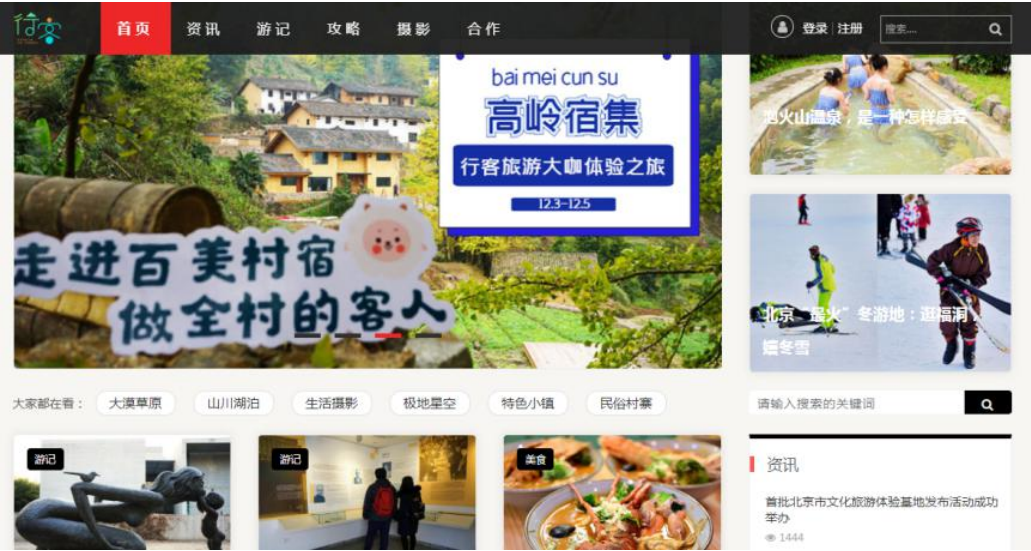 行客
首页 资讯 游记 攻略 摄影 合作
登录 | 注册
搜索....
bai mei cun su
高岭宿集
行客旅游大咖体验之旅
12.3-12.5
走进百美村宿
做全村的客人
泡火山温泉，是一种怎样感受
北京“最火”冬游地：逛福洞，
嬉冬雪
大家都在看： 大漠草原 山川湖泊 生活摄影 极地星空 特色小镇 民俗村寨
请输入搜索的关键词
游记
游记
美食
资讯
首批北京市文化旅游体验基地发布活动成功
举办
1444